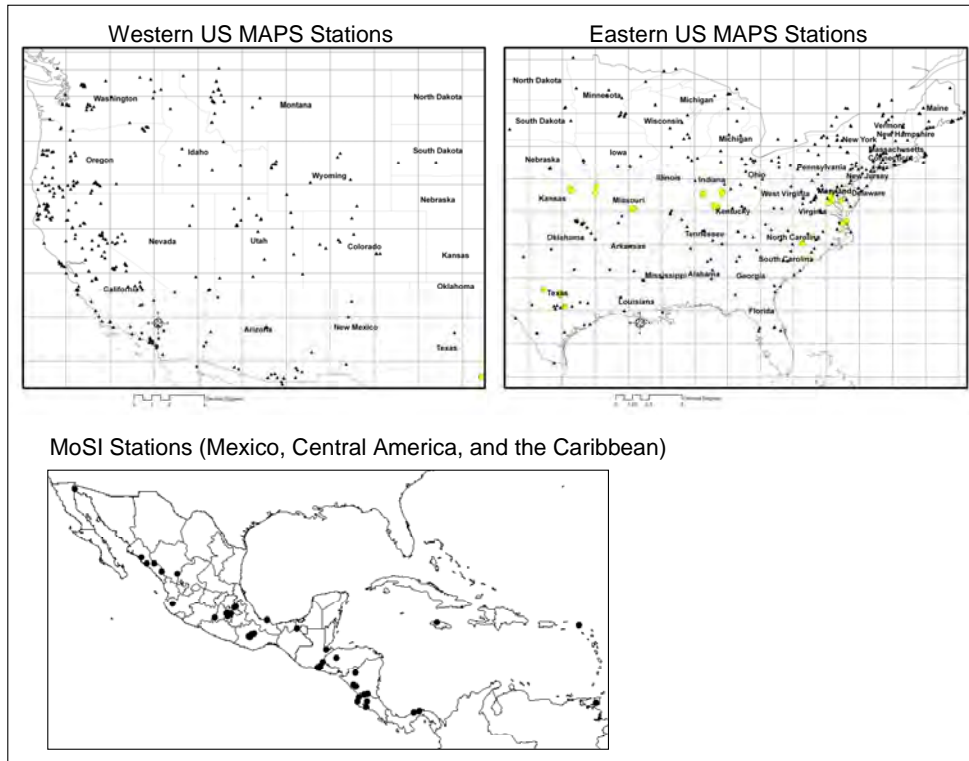 Western US MAPS Stations
Washington
Montana
North Dakota
Oregon
Idaho
South Dakota
Wyoming
Nebraska
Nevada
Utah
Colorado
Kansas
California
Oklahoma
Arizona
New Mexico
Texas
Eastern US MAPS Stations
North Dakota
Minnesota
Michigan
Maine
South Dakota
Wisconsin
Michigan
Vermont
New Hampshire
New York
Massachusetts
Connecticut
Nebraska
Iowa
Illinois
Indiana
Ohio
Pennsylvania
New Jersey
Kansas
Missouri
West Virginia
Maryland
Delaware
Kentucky
Virginia
Oklahoma
Arkansas
Tennessee
North Carolina
South Carolina
Mississippi
Alabama
Georgia
Texas
Louisiana
Florida
MoSI Stations (Mexico, Central America, and the Caribbean)